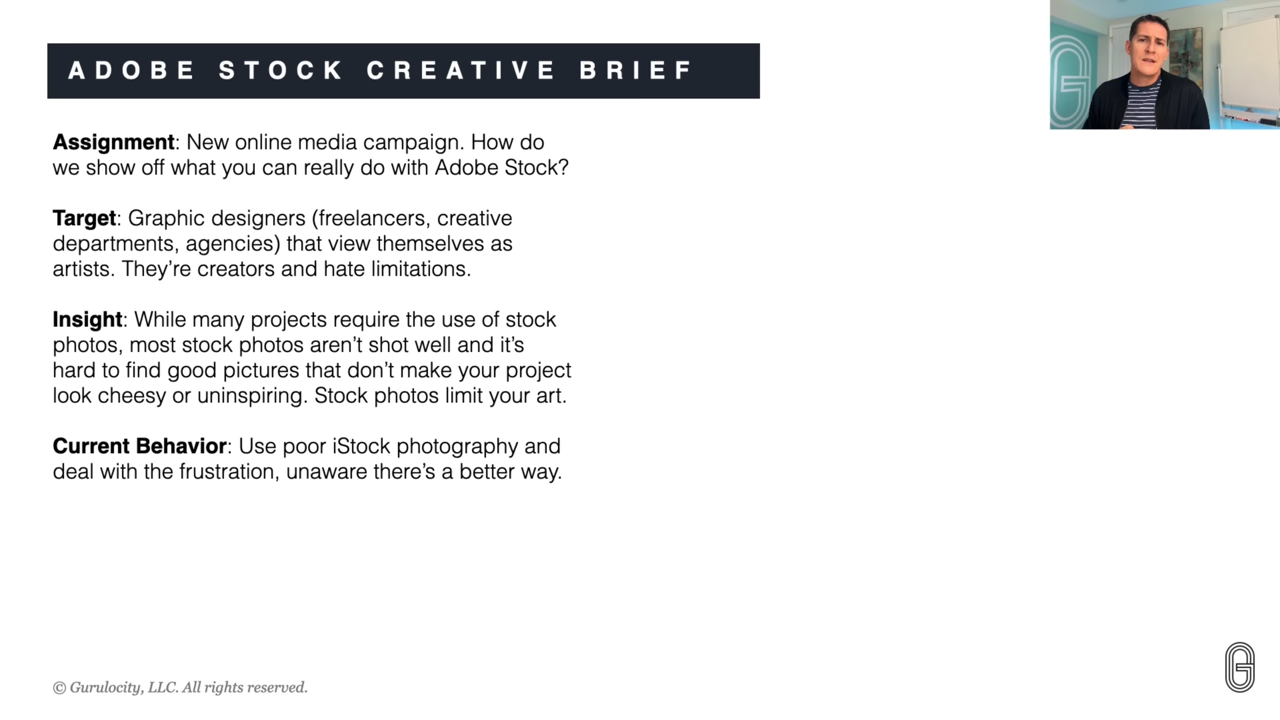 ADOBE STOCK CREATIVE BRIEF
Assignment: New online media campaign. How do
we show off what you can really do with Adobe Stock?
Target: Graphic designers (freelancers, creative
departments, agencies) that view themselves as
artists. They’re creators and hate limitations.
Insight: While many projects require the use of stock
photos, most stock photos aren’t shot well and it’s
hard to find good pictures that don’t make your project
look cheesy or uninspiring. Stock photos limit your art.
Current Behavior: Use poor iStock photography and
deal with the frustration, unaware there’s a better way.
© Gurulocity, LLC. All rights reserved.
G